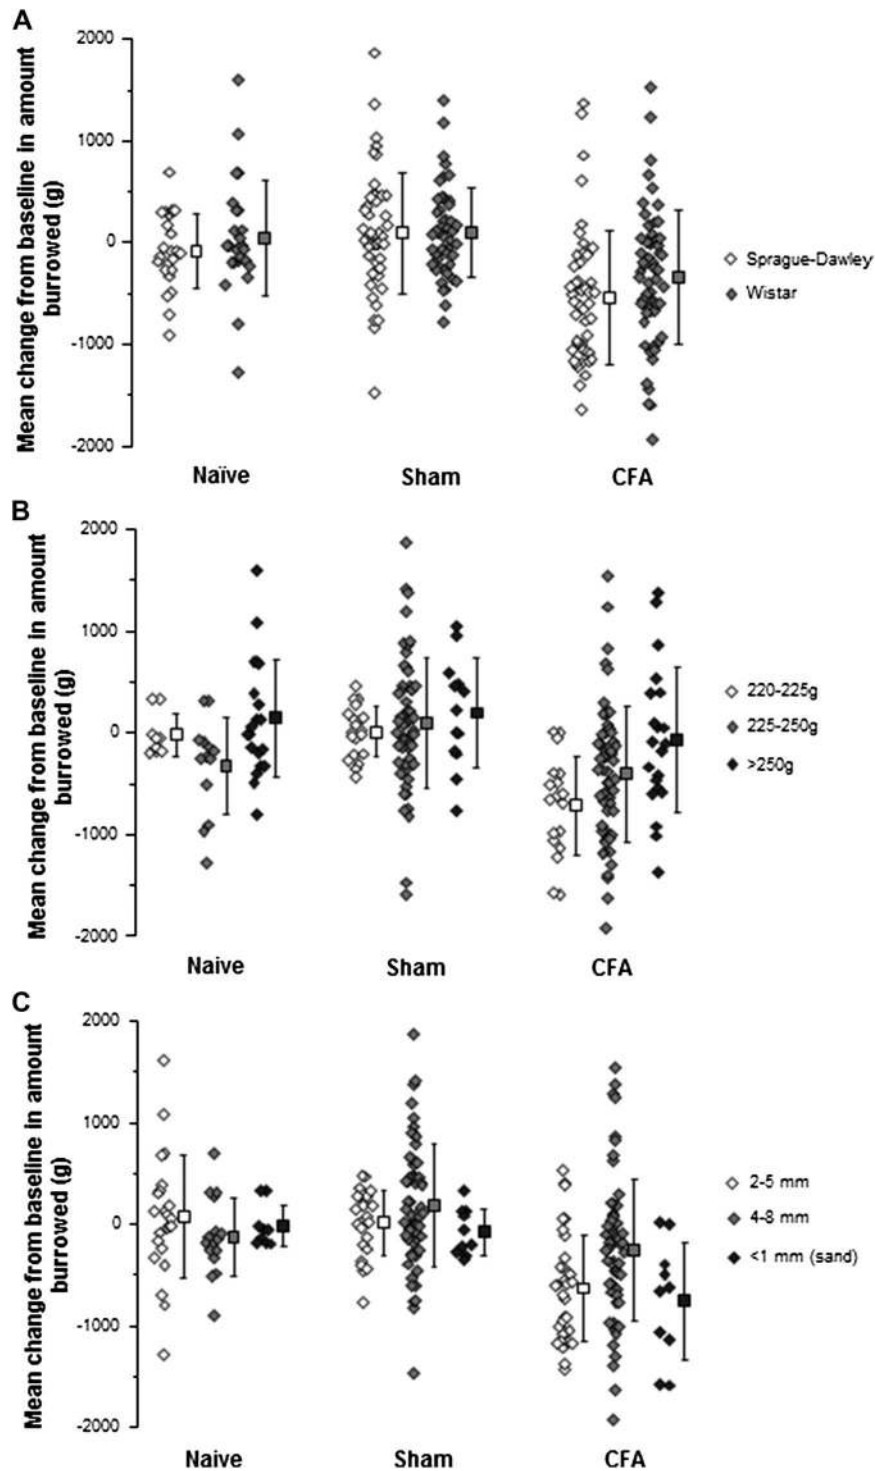 A
Mean change from baseline in amount
burrowed (g)
2000
1000
0
-1000
-2000
Naïve
Sham
CFA
Sprague-Dawley
Wistar
B
Mean change from baseline in amount
burrowed (g)
2000
1000
0
-1000
-2000
Naive
Sham
CFA
220-225g
225-250g
>250g
C
Mean change from baseline in amount
burrowed (g)
2000
1000
0
-1000
-2000
Naive
Sham
CFA
2-5 mm
4-8 mm
<1 mm (sand)